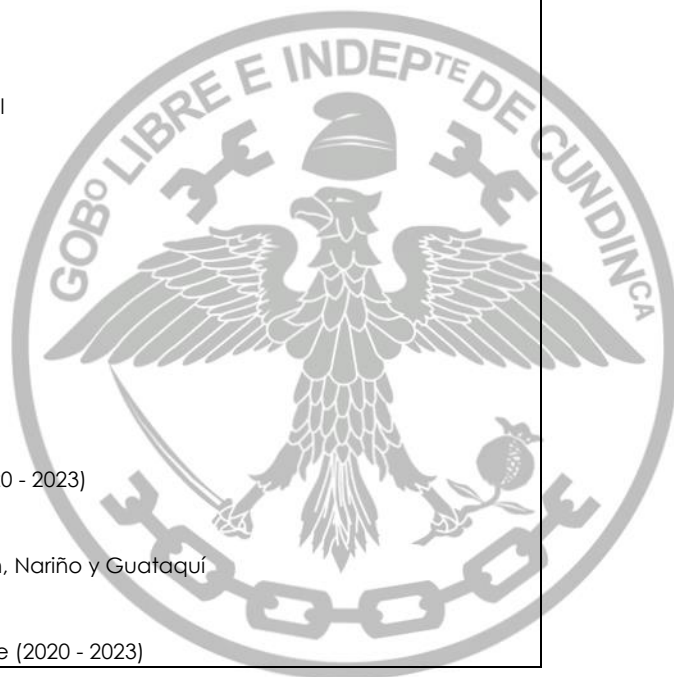 GOBº LIBRE E INDEPTE DE CUNDINCA
l
0 - 2023)
, Nariño y Guataquí
e (2020 - 2023)